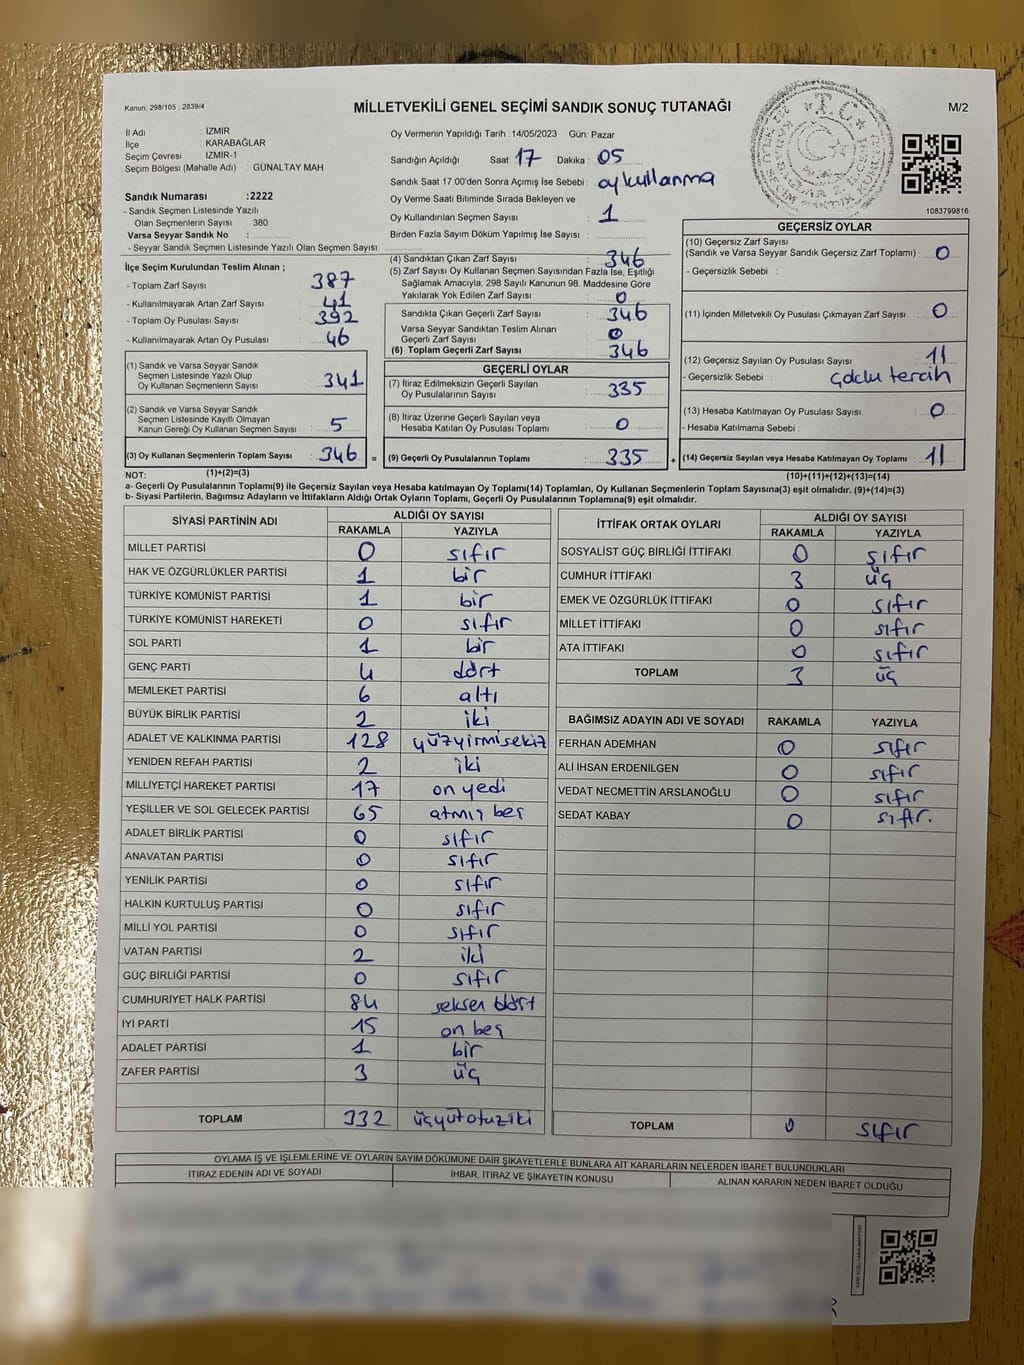 Kanun; 298/105 , 2839/4
MİLLETVEKİLİ GENEL SEÇİMİ SANDIK SONUÇ TUTANAĞI
M/2
İl Adı : İZMİR
İlçe KARABAĞLAR
Seçim Çevresi İZMİR-1
Seçim Bölgesi (Mahalle Adı) : GÜNALTAY MAH
Oy Vermenin Yapıldığı Tarih :14/05/2023 Gün: Pazar
Sandığın Açıldığı Saat 17 Dakika : 05
Sandık Saat 17.00'den Sonra Açımış İse Sebebi : oy kullanma
Oy Verme Saati Bitiminde Sırada Bekleyen ve
Oy Kullandırılan Seçmen Sayısı : 1
Birden Fazla Sayım Döküm Yapılmış İse Sayısı :
T.C.
1083799816
Sandık Numarası :2222
- Sandık Seçmen Listesinde Yazılı
Olan Seçmenlerin Sayısı : 380
Varsa Seyyar Sandık No :
- Seyyar Sandık Seçmen Listesinde Yazılı Olan Seçmen Sayısı:
İlçe Seçim Kurulundan Teslim Alınan ;
- Toplam Zarf Sayısı : 387
- Kullanılmayarak Artan Zarf Sayısı : 41
- Toplam Oy Pusulası Sayısı : 392
- Kullanılmayarak Artan Oy Pusulası : 46
(1) Sandık ve Varsa Seyyar Sandık
Seçmen Listesinde Yazılı Olup
Oy Kullanan Seçmenlerin Sayısı : 341
(2) Sandık ve Varsa Seyyar Sandık
Seçmen Listesinde Kayıtlı Olmayan
Kanun Gereği Oy Kullanan Seçmen Sayısı : 5
(3) Oy Kullanan Seçmenlerin Toplam Sayısı : 346 =
(1)+(2)=(3)
(4) Sandıktan Çıkan Zarf Sayısı : 346
(5) Zarf Sayısı Oy Kullanan Seçmen Sayısından Fazla İse, Eşitliği
Sağlamak Amacıyla; 298 Sayılı Kanunun 98. Maddesine Göre
Yakılarak Yok Edilen Zarf Sayısı : 0
Sandıkta Çıkan Geçerli Zarf Sayısı : 346
Varsa Seyyar Sandıktan Teslim Alınan
Geçerli Zarf Sayısı : 0
(6) Toplam Geçerli Zarf Sayısı : 346
GEÇERLİ OYLAR
(7) İtiraz Edilmeksizin Geçerli Sayılan
Oy Pusulalarının Sayısı : 335
(8) İtiraz Üzerine Geçerli Sayılan veya
Hesaba Katılan Oy Pusulası Toplamı : 0
(9) Geçerli Oy Pusulalarının Toplamı : 335 +
GEÇERSİZ OYLAR
(10) Geçersiz Zarf Sayısı
(Sandık ve Varsa Seyyar Sandık Geçersiz Zarf Toplamı) : 0
- Geçersizlik Sebebi :
(11) İçinden Milletvekili Oy Pusulası Çıkmayan Zarf Sayısı : 0
(12) Geçersiz Sayılan Oy Pusulası Sayısı : 11
- Geçersizlik Sebebi : çoklu tercih
(13) Hesaba Katılmayan Oy Pusulası Sayısı : 0
- Hesaba Katılmama Sebebi :
(14) Geçersiz Sayılan veya Hesaba Katılmayan Oy Toplamı : 11
(10)+(11)+(12)+(13)=(14)
NOT:
a- Geçerli Oy Pusulalarının Toplamı(9) ile Geçersiz Sayılan veya Hesaba katılmayan Oy Toplamı(14) Toplamları, Oy Kullanan Seçmenlerin Toplam Sayısına(3) eşit olmalıdır. (9)+(14)=(3)
b- Siyasi Partilerin, Bağımsız Adayların ve İttifakların Aldığı Ortak Oyların Toplamı, Geçerli Oy Pusulalarının Toplamına(9) eşit olmalıdır.
SİYASİ PARTİNİN ADI
ALDIĞI OY SAYISI
RAKAMLA YAZIYLA
MİLLET PARTİSİ 0 sıfır
HAK VE ÖZGÜRLÜKLER PARTİSİ 1 bir
TÜRKİYE KOMÜNİST PARTİSİ 1 bir
TÜRKİYE KOMÜNİST HAREKETİ 0 sıfır
SOL PARTİ 1 bir
GENÇ PARTİ 4 dört
MEMLEKET PARTİSİ 6 altı
BÜYÜK BİRLİK PARTİSİ 2 iki
ADALET VE KALKINMA PARTİSİ 128 yüzyirmisekiz
YENİDEN REFAH PARTİSİ 2 iki
MİLLİYETÇİ HAREKET PARTİSİ 17 on yedi
YEŞİLLER VE SOL GELECEK PARTİSİ 65 atmış beş
ADALET BİRLİK PARTİSİ 0 sıfır
ANAVATAN PARTİSİ 0 sıfır
YENİLİK PARTİSİ 0 sıfır
HALKIN KURTULUŞ PARTİSİ 0 sıfır
MİLLİ YOL PARTİSİ 0 sıfır
VATAN PARTİSİ 2 iki
GÜÇ BİRLİĞİ PARTİSİ 0 sıfır
CUMHURİYET HALK PARTİSİ 84 seksen dört
İYİ PARTİ 15 on beş
ADALET PARTİSİ 1 bir
ZAFER PARTİSİ 3 üç
TOPLAM 332 üçyüzotuziki
İTTİFAK ORTAK OYLARI
ALDIĞI OY SAYISI
RAKAMLA YAZIYLA
SOSYALİST GÜÇ BİRLİĞİ İTTİFAKI 0 sıfır
CUMHUR İTTİFAKI 3 üç
EMEK VE ÖZGÜRLÜK İTTİFAKI 0 sıfır
MİLLET İTTİFAKI 0 sıfır
ATA İTTİFAKI 0 sıfır
TOPLAM 3 üç
BAĞIMSIZ ADAYIN ADI VE SOYADI RAKAMLA YAZIYLA
FERHAN ADEMHAN 0 sıfır
ALİ İHSAN ERDENİLGEN 0 sıfır
VEDAT NECMETTİN ARSLANOĞLU 0 sıfır
SEDAT KABAY 0 sıfır.
TOPLAM 0 sıfır
OYLAMA İŞ VE İŞLEMLERİNE VE OYLARIN SAYIM DÖKÜMÜNE DAİR ŞİKAYETLERLE BUNLARA AİT KARARLARIN NELERDEN İBARET BULUNDUKLARI
İTİRAZ EDENİN ADI VE SOYADI İHBAR, İTİRAZ VE ŞİKAYETİN KONUSU ALINAN KARARIN NEDEN İBARET OLDUĞU